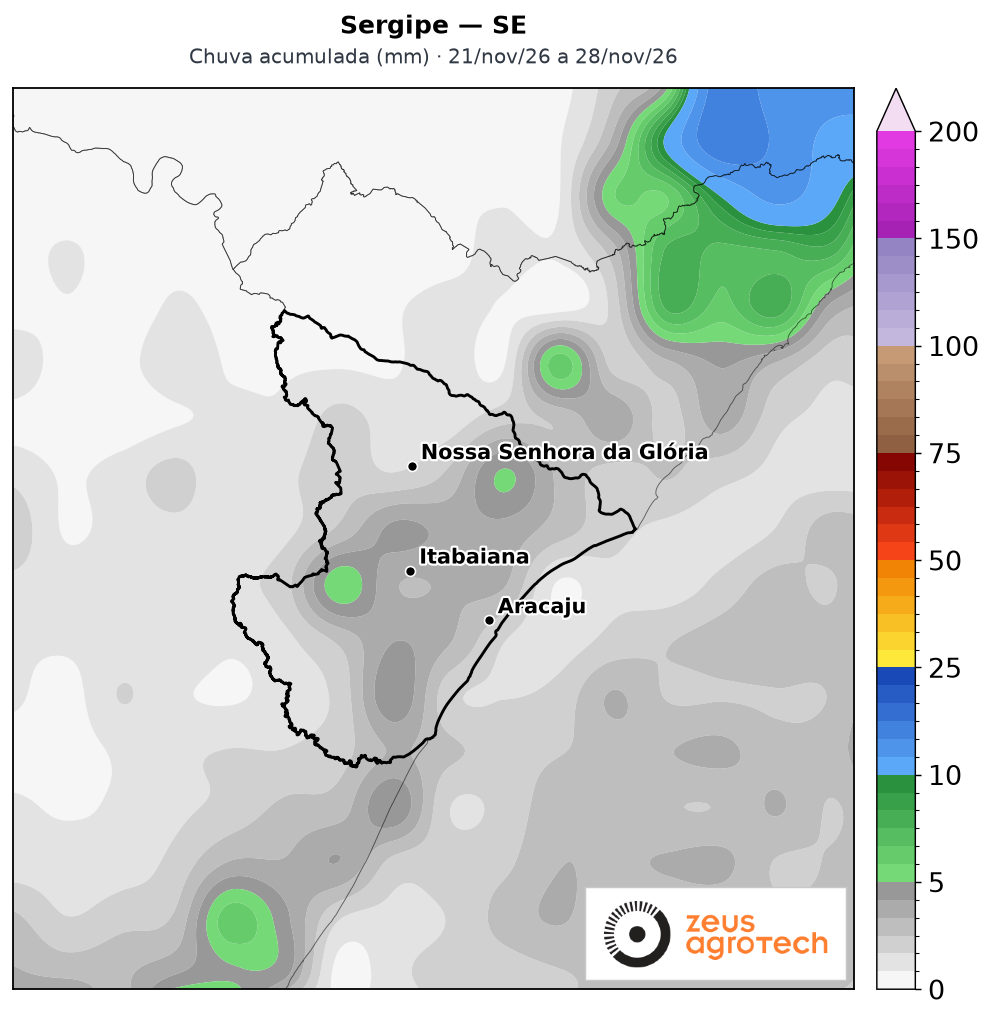 Sergipe — SE
Chuva acumulada (mm) · 21/nov/26 a 28/nov/26
200
150
100
75
50
25
10
5
0
Nossa Senhora da Glória
Itabaiana
Aracaju
zeus
agrotech